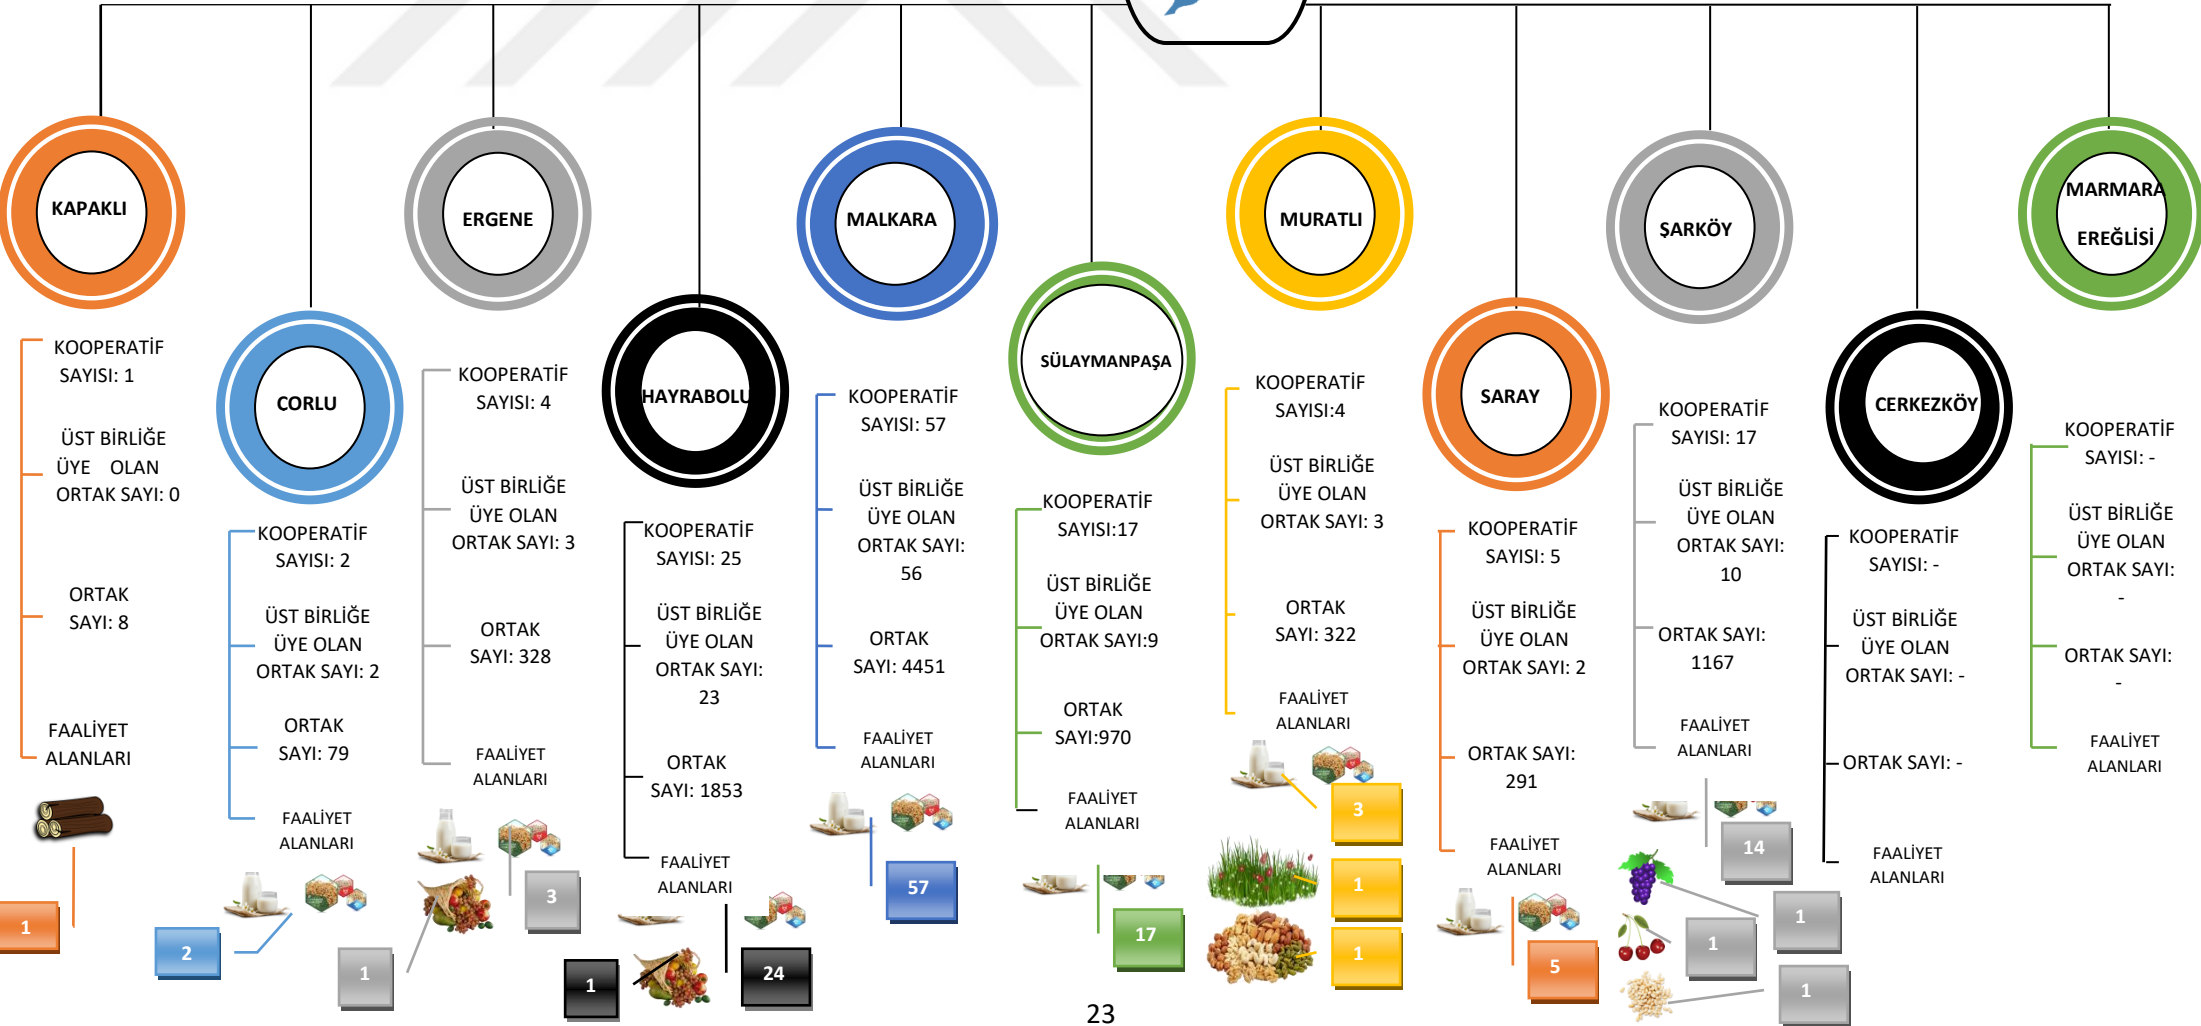 KAPAKLI
KOOPERATİF
SAYISI: 1
ÜST BİRLİĞE
ÜYE OLAN
ORTAK SAYI: 0
ORTAK
SAYI: 8
FAALİYET
ALANLARI
1
CORLU
KOOPERATİF
SAYISI: 2
ÜST BİRLİĞE
ÜYE OLAN
ORTAK SAYI: 2
ORTAK
SAYI: 79
FAALİYET
ALANLARI
2
ERGENE
KOOPERATİF
SAYISI: 4
ÜST BİRLİĞE
ÜYE OLAN
ORTAK SAYI: 3
ORTAK
SAYI: 328
FAALİYET
ALANLARI
3
1
HAYRABOLU
KOOPERATİF
SAYISI: 25
ÜST BİRLİĞE
ÜYE OLAN
ORTAK SAYI:
23
ORTAK
SAYI: 1853
FAALİYET
ALANLARI
24
1
MALKARA
KOOPERATİF
SAYISI: 57
ÜST BİRLİĞE
ÜYE OLAN
ORTAK SAYI:
56
ORTAK
SAYI: 4451
FAALİYET
ALANLARI
57
SÜLAYMANPAŞA
KOOPERATİF
SAYISI:17
ÜST BİRLİĞE
ÜYE OLAN
ORTAK SAYI:9
ORTAK
SAYI:970
FAALİYET
ALANLARI
17
MURATLI
KOOPERATİF
SAYISI:4
ÜST BİRLİĞE
ÜYE OLAN
ORTAK SAYI: 3
ORTAK
SAYI: 322
FAALİYET
ALANLARI
3
1
1
SARAY
KOOPERATİF
SAYISI: 5
ÜST BİRLİĞE
ÜYE OLAN
ORTAK SAYI: 2
ORTAK SAYI:
291
FAALİYET
ALANLARI
5
ŞARKÖY
KOOPERATİF
SAYISI: 17
ÜST BİRLİĞE
ÜYE OLAN
ORTAK SAYI:
10
ORTAK SAYI:
1167
FAALİYET
ALANLARI
14
1
1
1
CERKEZKÖY
KOOPERATİF
SAYISI: -
ÜST BİRLİĞE
ÜYE OLAN
ORTAK SAYI: -
ORTAK SAYI: -
FAALİYET
ALANLARI
MARMARA
EREĞLİSİ
KOOPERATİF
SAYISI: -
ÜST BİRLİĞE
ÜYE OLAN
ORTAK SAYI:
-
ORTAK SAYI:
-
FAALİYET
ALANLARI
23